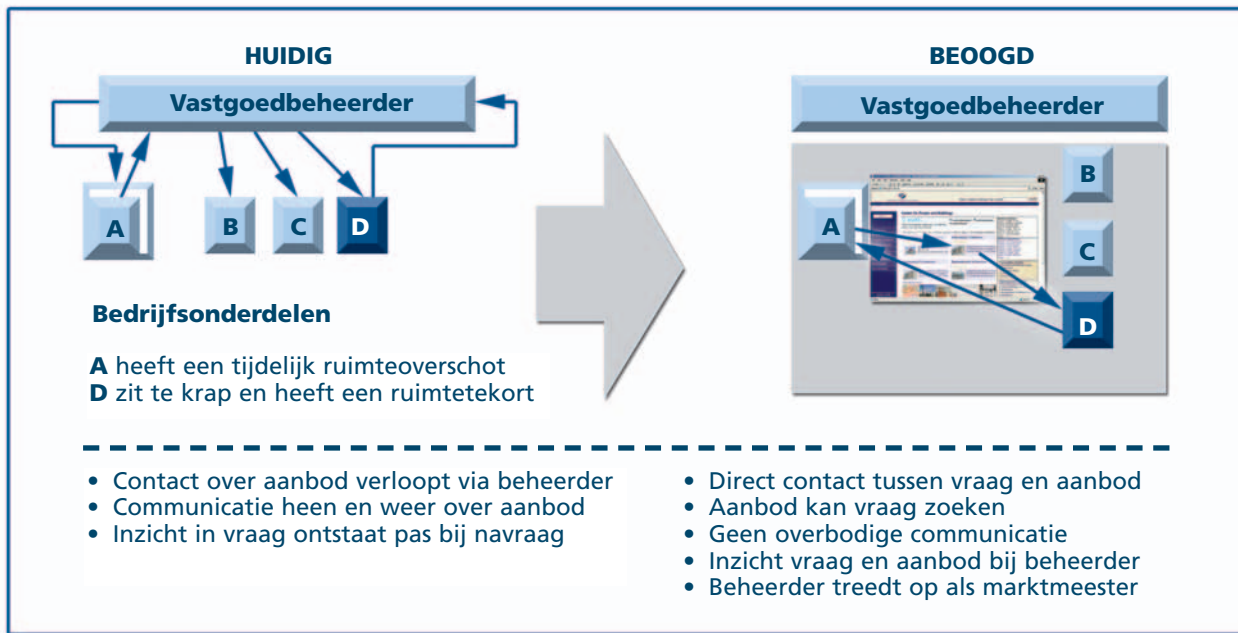 HUIDIG
Vastgoedbeheerder
A
B
C
D
Bedrijfsonderdelen
A heeft een tijdelijk ruimteoverschot
D zit te krap en heeft een ruimtetekort
BEOOGD
Vastgoedbeheerder
A
B
C
D
• Contact over aanbod verloopt via beheerder
• Communicatie heen en weer over aanbod
• Inzicht in vraag ontstaat pas bij navraag
• Direct contact tussen vraag en aanbod
• Aanbod kan vraag zoeken
• Geen overbodige communicatie
• Inzicht vraag en aanbod bij beheerder
• Beheerder treedt op als marktmeester